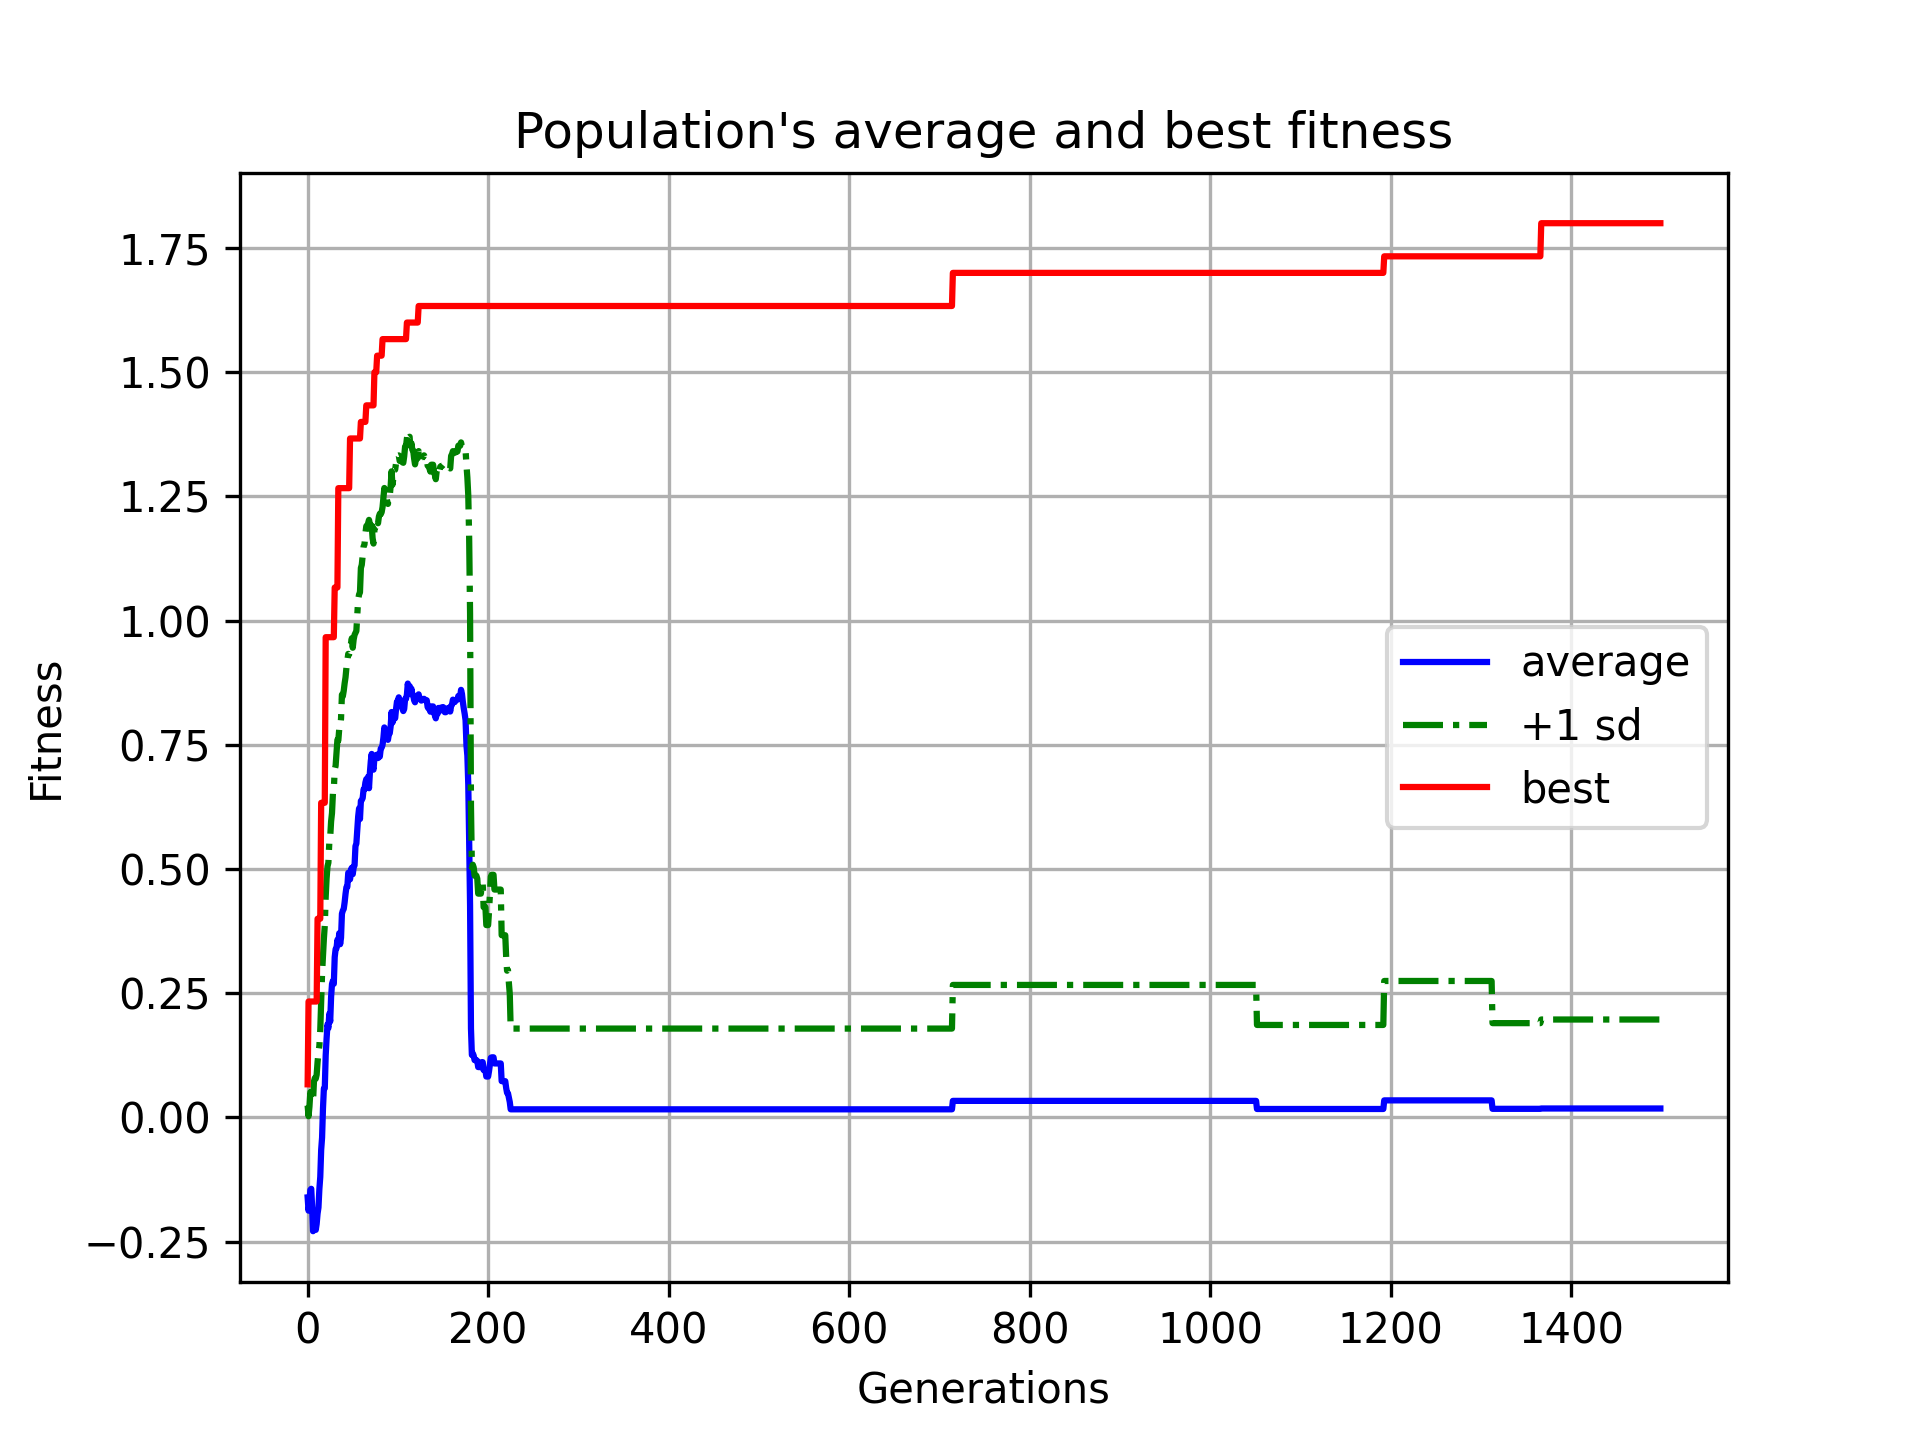 Population's average and best fitness
Fitness
1.75
1.50
1.25
1.00
0.75
0.50
0.25
0.00
−0.25
average
+1 sd
best
0 200 400 600 800 1000 1200 1400
Generations